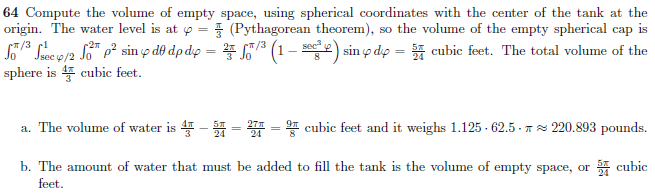 64 Compute the volume of empty space, using spherical coordinates with the center of the tank at the
origin. The water level is at φ = π/3 (Pythagorean theorem), so the volume of the empty spherical cap is
∫₀^{π/3} ∫_{sec φ/2}^{1} ∫₀^{2π} ρ² sin φ dθ dρ dφ = 2π/3 ∫₀^{π/3} (1 − sec³ φ/8) sin φ dφ = 5π/24 cubic feet. The total volume of the
sphere is 4π/3 cubic feet.
a. The volume of water is 4π/3 − 5π/24 = 27π/24 = 9π/8 cubic feet and it weighs 1.125 · 62.5 · π ≈ 220.893 pounds.
b. The amount of water that must be added to fill the tank is the volume of empty space, or 5π/24 cubic
feet.